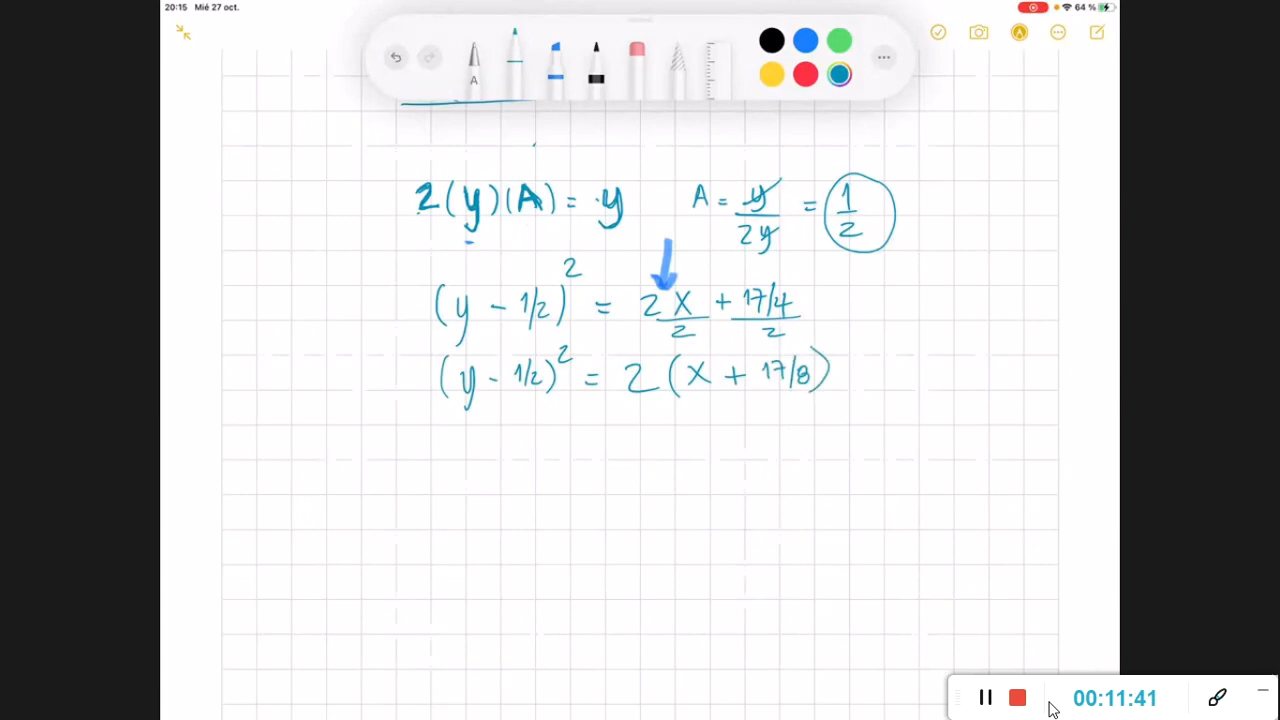 20:15 Mié 27 oct. 64 %
A
2(y)(A) = y A = y/2y = 1/2
(y - 1/2)² = 2x/2 + 17/4/2
(y - 1/2)² = 2(x + 17/8)
00:11:41